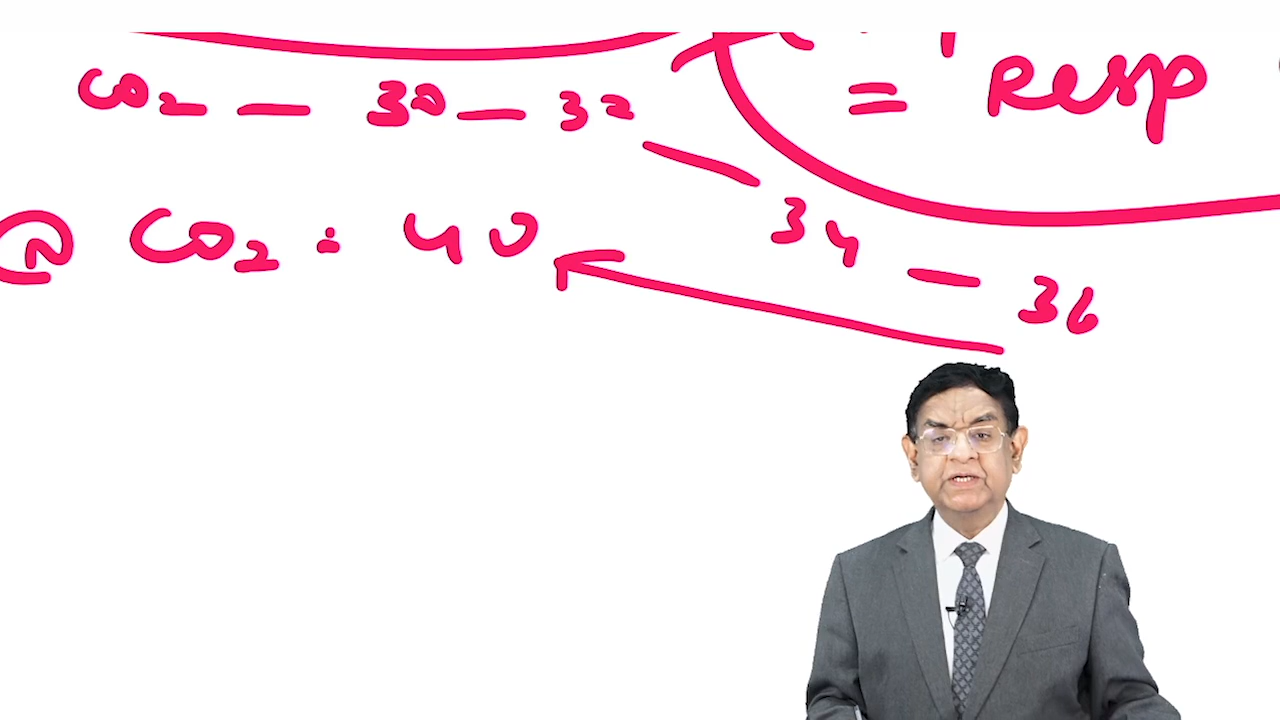 = Resp
CO2 — 30 — 32 — 34 — 36
@ CO2 : 40